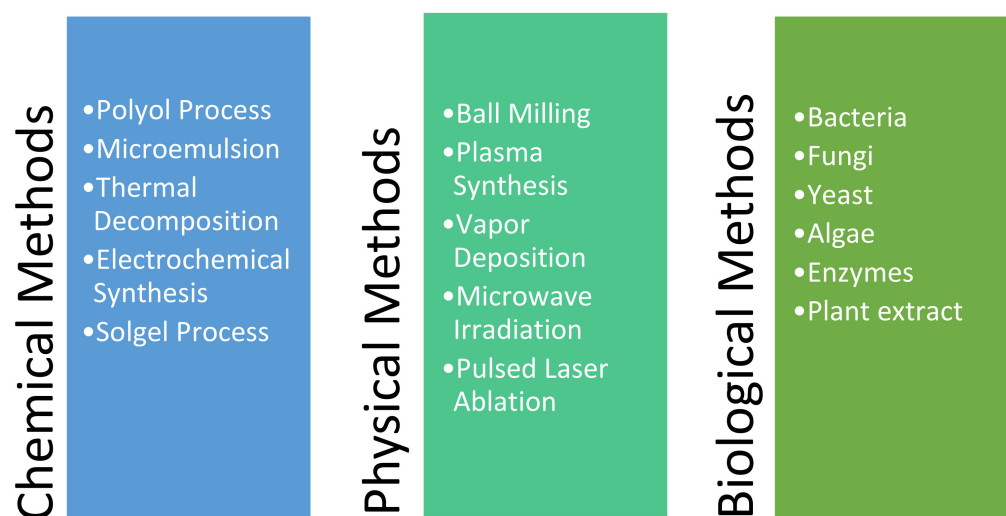 Chemical Methods
•Polyol Process
•Microemulsion
•Thermal
Decomposition
•Electrochemical
Synthesis
•Solgel Process
Physical Methods
•Ball Milling
•Plasma
Synthesis
•Vapor
Deposition
•Microwave
Irradiation
•Pulsed Laser
Ablation
Biological Methods
•Bacteria
•Fungi
•Yeast
•Algae
•Enzymes
•Plant extract